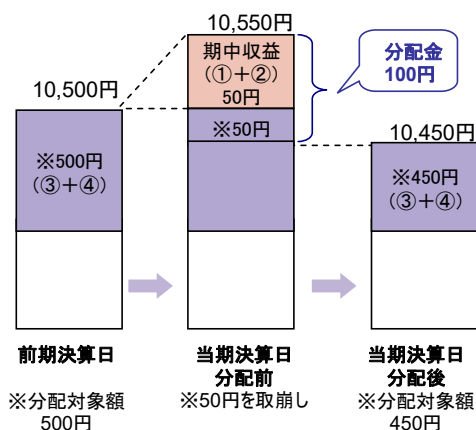 10,550円
期中収益
(①+②)
50円
分配金
100円
10,500円
※50円
10,450円
※500円
(③+④)
※450円
(③+④)
前期決算日
当期決算日
分配前
当期決算日
分配後
※分配対象額
500円
※50円を取崩し
※分配対象額
450円